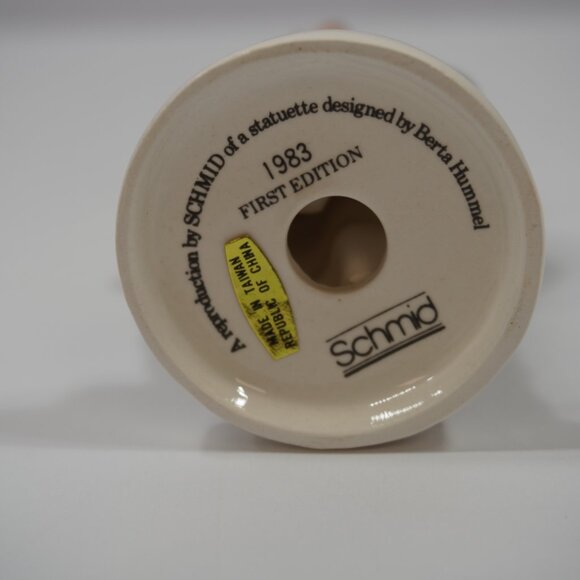 A reproduction by SCHMID of a statuette designed by Berta Hummel
1983
FIRST EDITION
MADE IN TAIWAN
REPUBLIC OF CHINA
Schmid